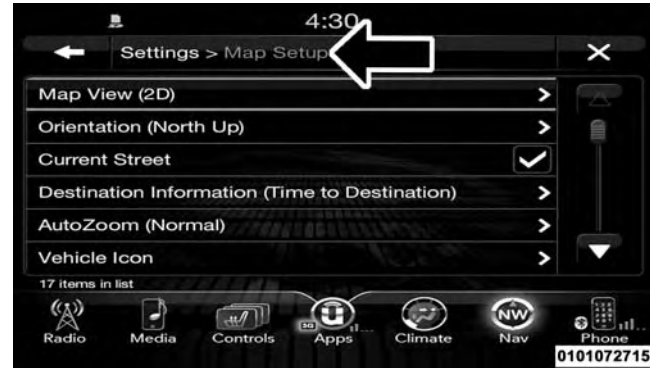 4:30
Settings > Map Setup
Map View (2D)
Orientation (North Up)
Current Street
Destination Information (Time to Destination)
AutoZoom (Normal)
Vehicle Icon
17 items in list
NW
3G
Radio Media Controls Apps Climate Nav Phone
0101072715